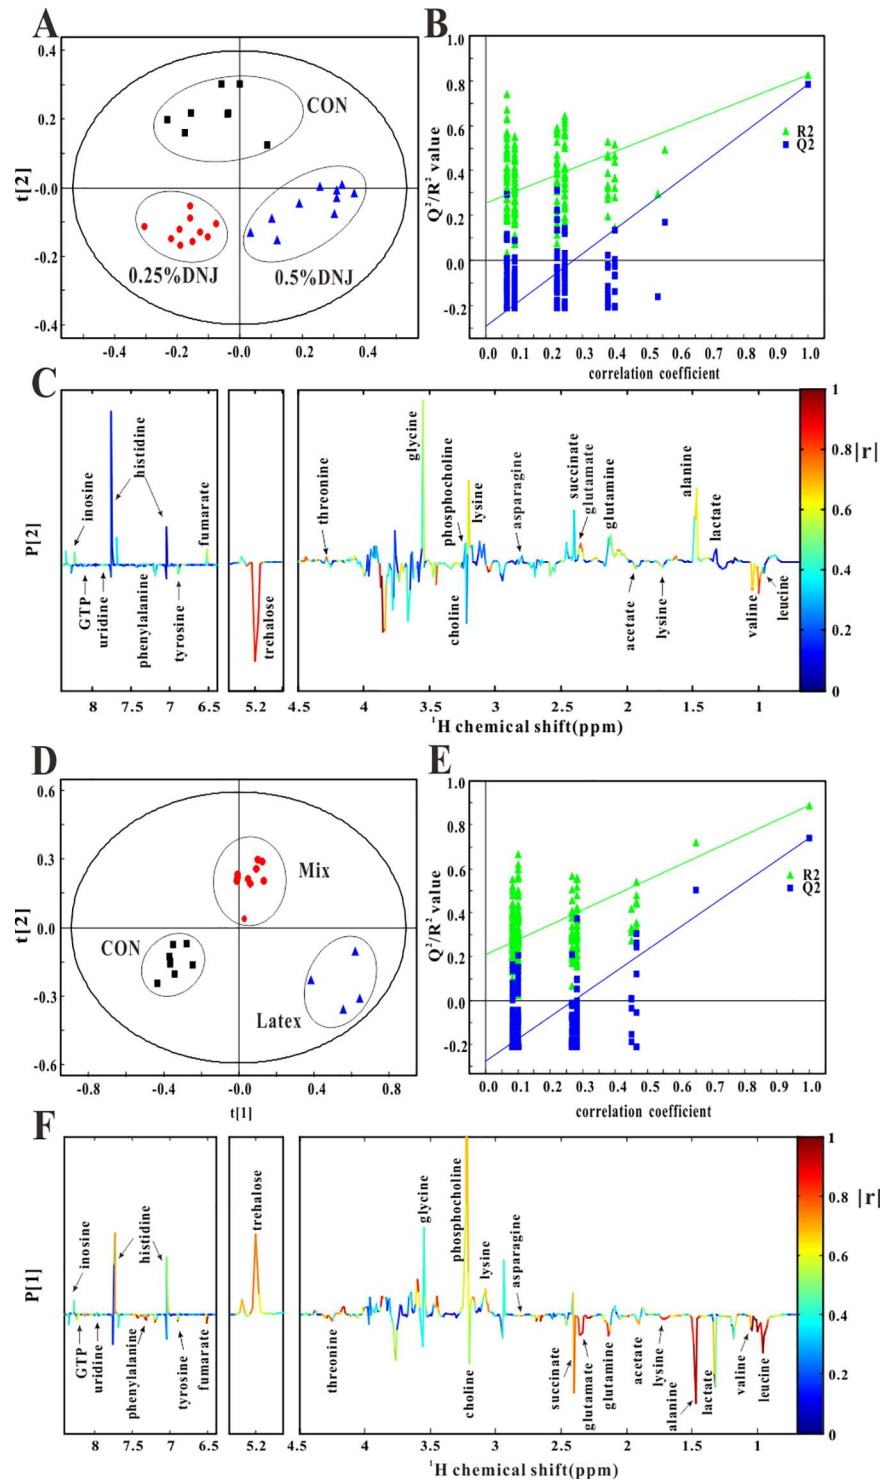 A
0.4
0.2
-0.0
-0.2
-0.4
t[2]
CON
0.25%DNJ
0.5%DNJ
-0.4
-0.2
-0.0
0.2
0.4
B
1.0
0.8
0.6
0.4
0.2
0.0
-0.2
Q²/R² value
R2
Q2
0.0 0.1 0.2 0.3 0.4 0.5 0.6 0.7 0.8 0.9 1.0
correlation coefficient
C
P[2]
inosine
histidine
fumarate
GTP
uridine
phenylalanine
tyrosine
trehalose
threonine
glycine
phosphocholine
lysine
asparagine
succinate
glutamate
glutamine
alanine
lactate
choline
acetate
lysine
valine
leucine
1
0.8
0.6
0.4
0.2
0
|r|
8 7.5 7 6.5 5.2 4.5 4 3.5 3 2.5 2 1.5 1
¹H chemical shift(ppm)
D
0.6
0.3
-0.0
-0.3
-0.6
t[2]
Mix
CON
Latex
-0.8 -0.4 -0.0 0.4 0.8
t[1]
E
1.0
0.8
0.6
0.4
0.2
0.0
-0.2
Q²/R² value
R2
Q2
0.0 0.1 0.2 0.3 0.4 0.5 0.6 0.7 0.8 0.9 1.0
correlation coefficient
F
P[1]
inosine
histidine
GTP
uridine
phenylalanine
tyrosine
fumarate
trehalose
threonine
glycine
phosphocholine
lysine
asparagine
choline
succinate
glutamate
glutamine
acetate
lysine
alanine
lactate
valine
leucine
1
0.8
0.6
0.4
0.2
0
|r|
8 7.5 7 6.5 5.2 4.5 4 3.5 3 2.5 2 1.5 1
¹H chemical shift(ppm)